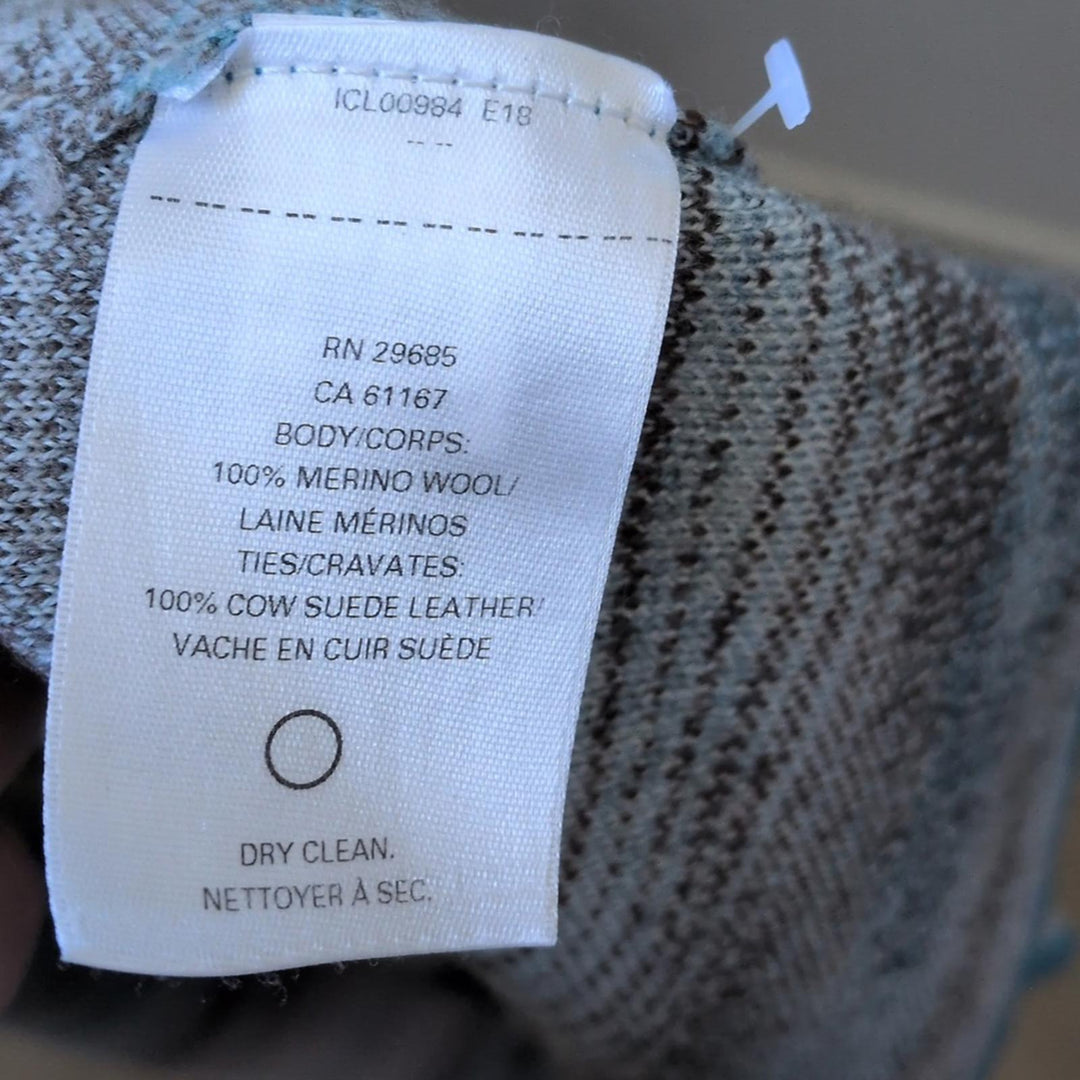 ICL00984 E18
-- --
RN 29685
CA 61167
BODY/CORPS:
100% MERINO WOOL/
LAINE MÉRINOS
TIES/CRAVATES:
100% COW SUEDE LEATHER/
VACHE EN CUIR SUÈDE
DRY CLEAN.
NETTOYER À SEC.